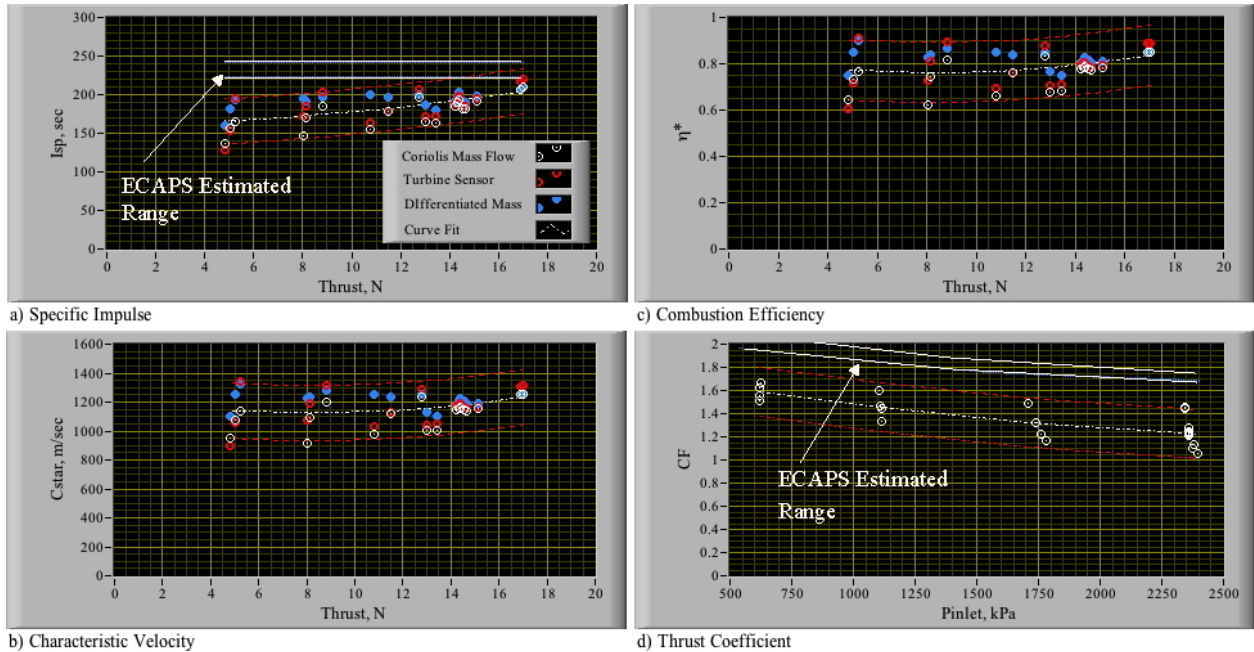 300
250
200
150
100
50
0
Isp, sec
ECAPS Estimated
Range
Coriolis Mass Flow
Turbine Sensor
DIfferentiated Mass
Curve Fit
0 2 4 6 8 10 12 14 16 18 20
Thrust, N
a) Specific Impulse
1
0.8
0.6
0.4
0.2
0
η*
0 2 4 6 8 10 12 14 16 18 20
Thrust, N
c) Combustion Efficiency
1600
1400
1200
1000
800
600
400
200
0
Cstar, m/sec
0 2 4 6 8 10 12 14 16 18 20
Thrust, N
b) Characteristic Velocity
2
1.8
1.6
1.4
1.2
1
0.8
0.6
0.4
0.2
0
CF
ECAPS Estimated
Range
500 750 1000 1250 1500 1750 2000 2250 2500
Pinlet, kPa
d) Thrust Coefficient